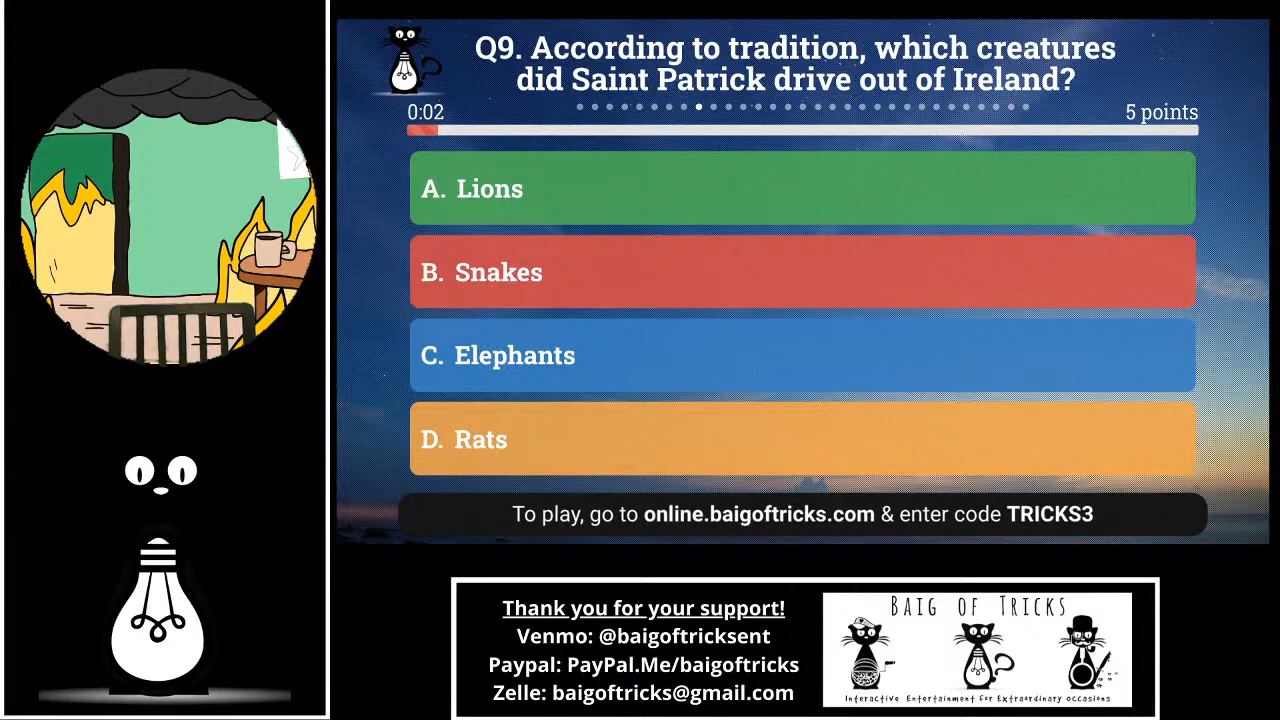 Q9. According to tradition, which creatures
did Saint Patrick drive out of Ireland?
0:02
5 points
A. Lions
B. Snakes
C. Elephants
D. Rats
To play, go to online.baigoftricks.com & enter code TRICKS3
Thank you for your support!
Venmo: @baigoftricksent
Paypal: PayPal.Me/baigoftricks
Zelle: baigoftricks@gmail.com
BAIG OF TRICKS
Interactive Entertainment for Extraordinary occasions